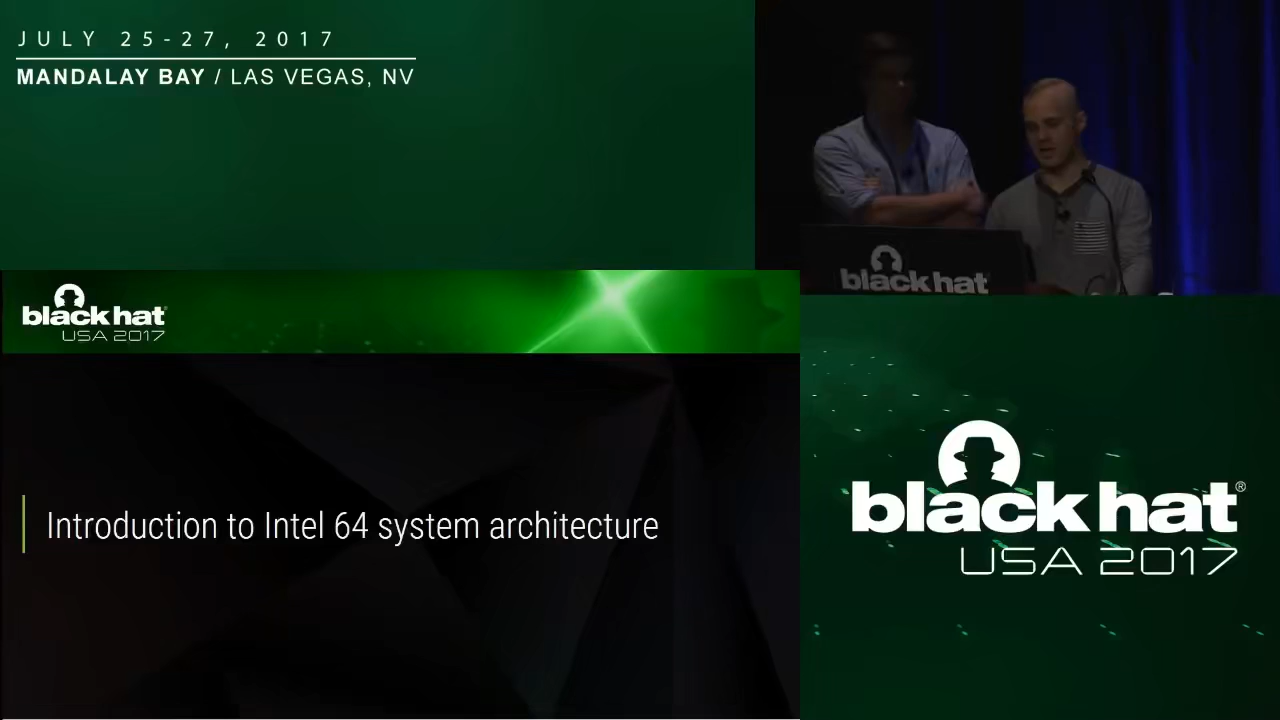 JULY 25-27, 2017
MANDALAY BAY / LAS VEGAS, NV
black hat
black hat®
USA 2017
Introduction to Intel 64 system architecture
black hat®
USA 2017